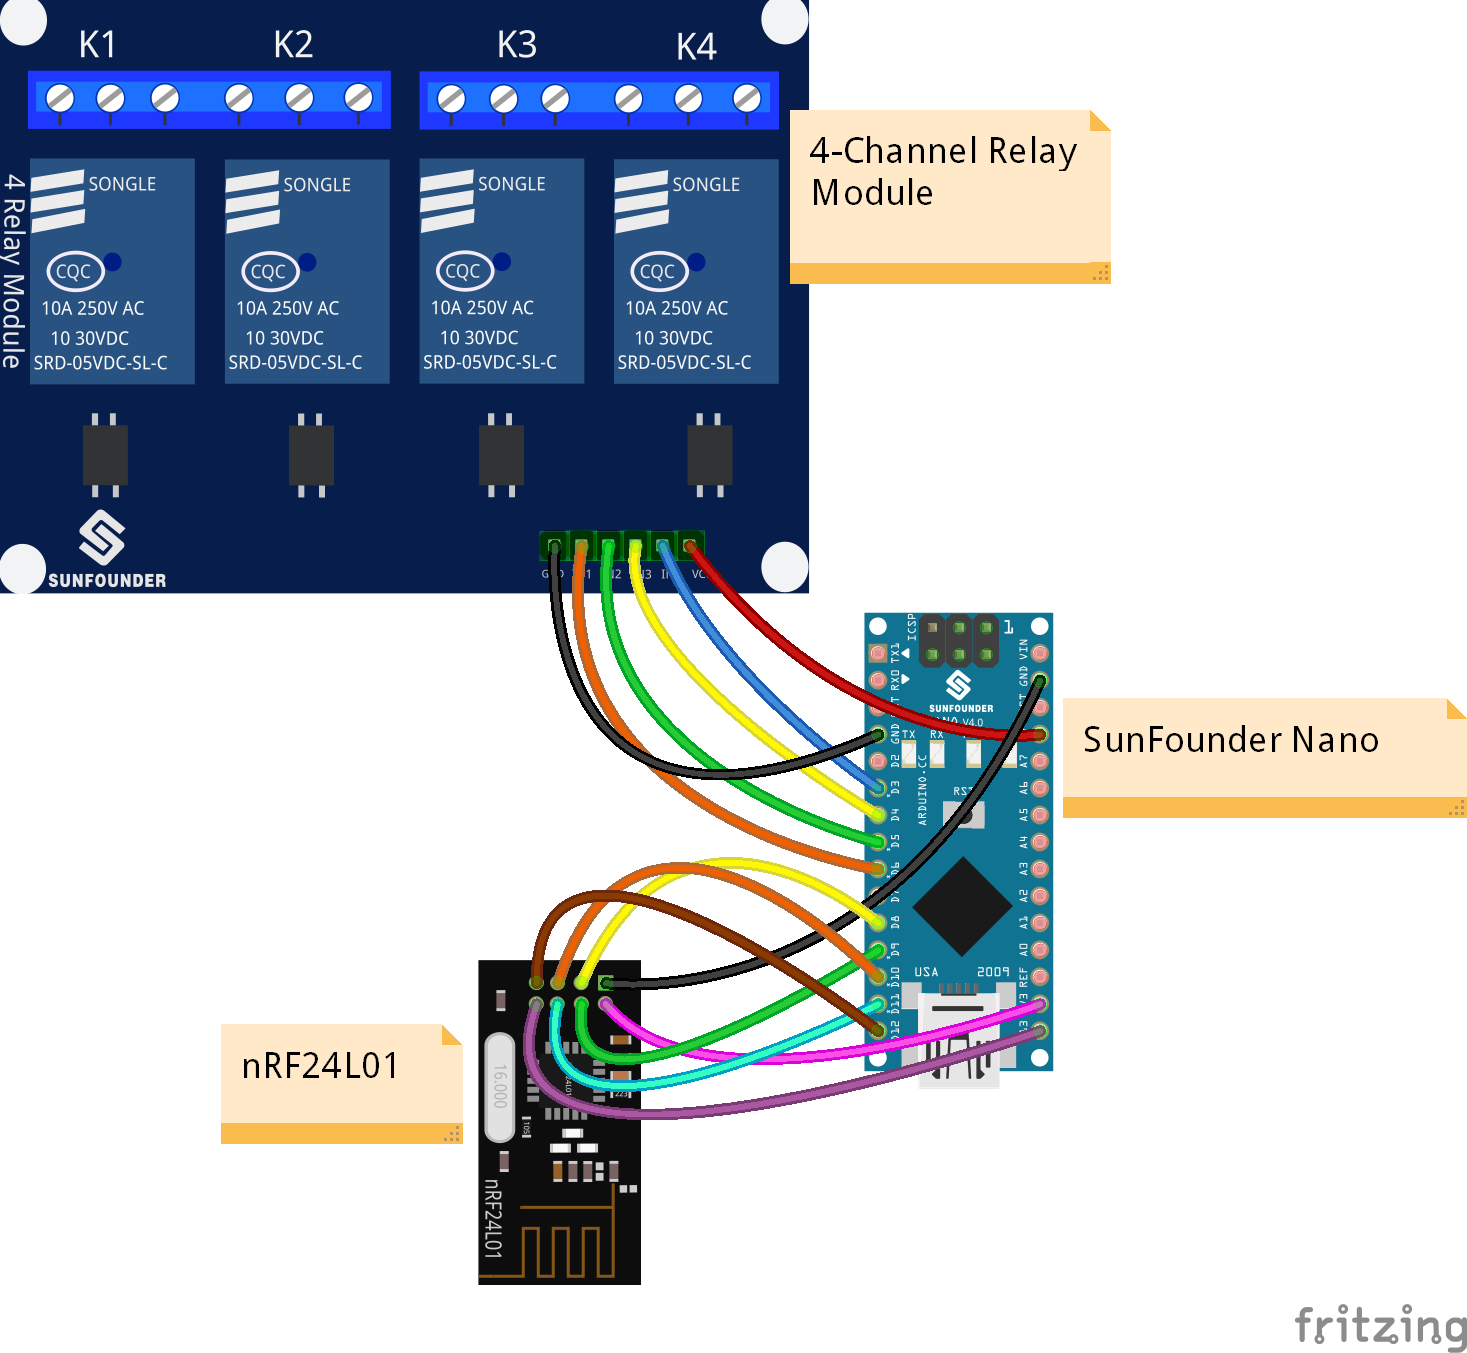 K1
K2
K3
K4
4 Relay Module
SONGLE
CQC
10A 250V AC
10 30VDC
SRD-05VDC-SL-C
SONGLE
CQC
10A 250V AC
10 30VDC
SRD-05VDC-SL-C
SONGLE
CQC
10A 250V AC
10 30VDC
SRD-05VDC-SL-C
SONGLE
CQC
10A 250V AC
10 30VDC
SRD-05VDC-SL-C
SUNFOUNDER
4-Channel Relay
Module
ICSP
1
TX1
RX0
GND
D2
D3
D4
D5
D8
D9
D10
D11
D12
VIN
GND
A7
A6
A5
A4
A3
A2
A1
A0
REF
SUNFOUNDER
V4.0
TX
RX
ARDUINO.CC
USA
2009
SunFounder Nano
nRF24L01
16.000
223
105
nRF24L01
fritzing